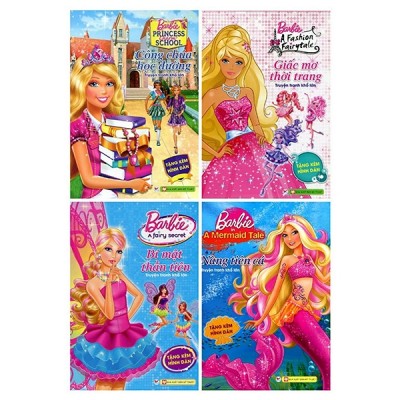 Barbie
PRINCESS
SCHOOL
Công chúa
học đường
Truyện tranh khổ lớn
TẶNG KÈM
HÌNH DÁN
Barbie
A Fashion
Fairytale
Giấc mơ
thời trang
Truyện tranh khổ lớn
TẶNG KÈM
HÌNH DÁN
Barbie
A fairy secret
Bí mật
thần tiên
Truyện tranh khổ lớn
TẶNG KÈM
HÌNH DÁN
Barbie
A Mermaid Tale
Nàng tiên cá
Truyện tranh khổ lớn
TẶNG KÈM
HÌNH DÁN